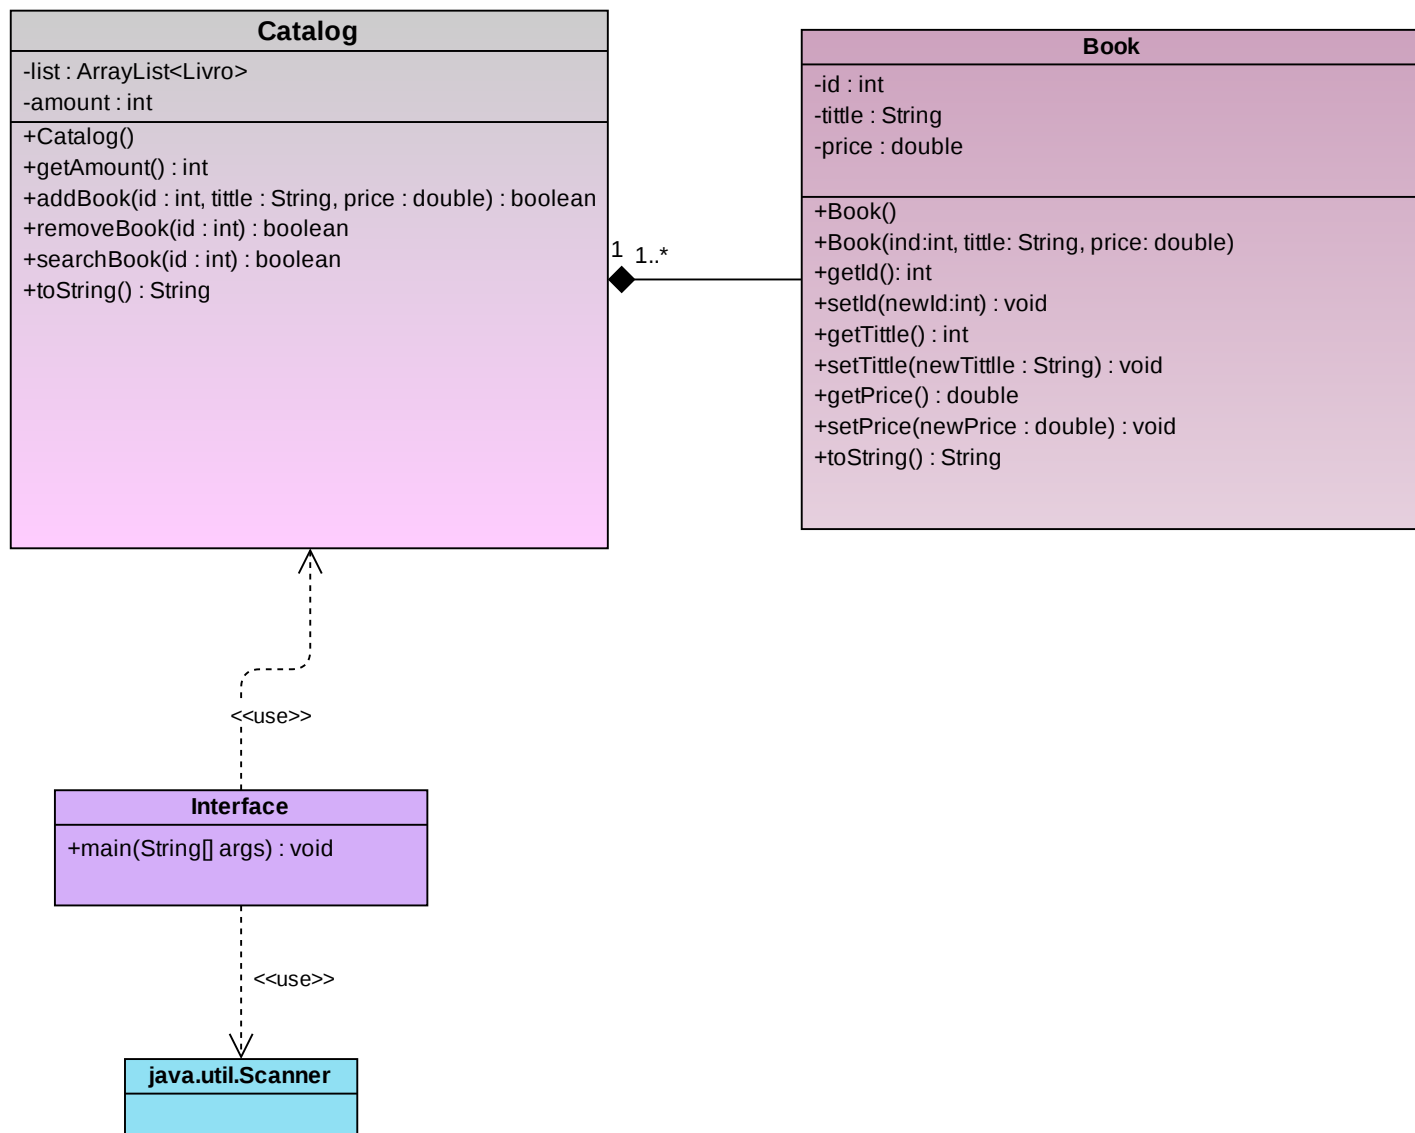 Catalog
-list : ArrayList<Livro>
-amount : int
+Catalog()
+getAmount() : int
+addBook(id : int, tittle : String, price : double) : boolean
+removeBook(id : int) : boolean
+searchBook(id : int) : boolean
+toString() : String
1
1..*
Book
-id : int
-tittle : String
-price : double
+Book()
+Book(ind:int, tittle: String, price: double)
+getId(): int
+setId(newId:int) : void
+getTittle() : int
+setTittle(newTittlle : String) : void
+getPrice() : double
+setPrice(newPrice : double) : void
+toString() : String
<<use>>
Interface
+main(String[] args) : void
<<use>>
java.util.Scanner